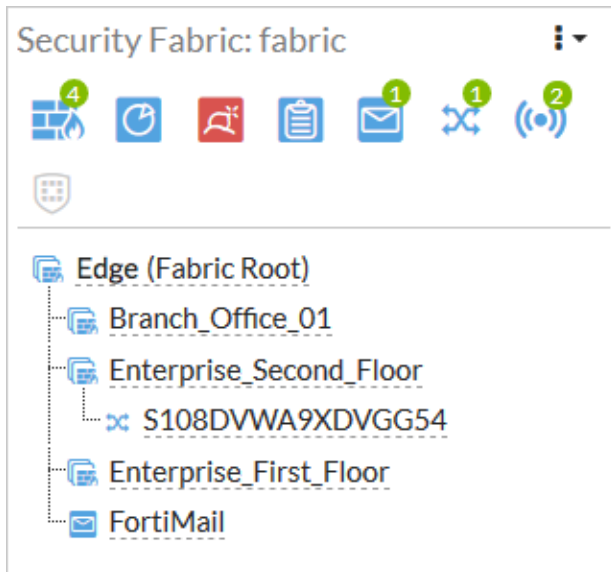 Security Fabric: fabric
4
1
1
2
Edge (Fabric Root)
Branch_Office_01
Enterprise_Second_Floor
S108DVWA9XDVGG54
Enterprise_First_Floor
FortiMail